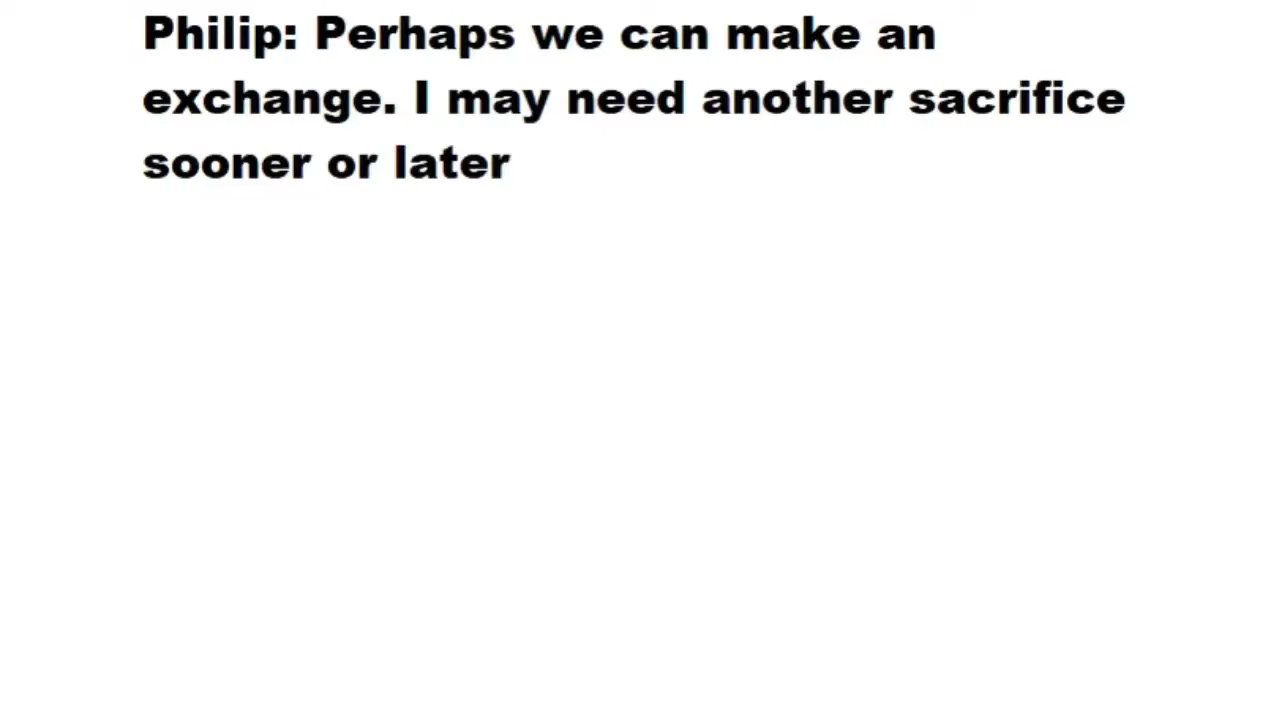 Philip: Perhaps we can make an
exchange. I may need another sacrifice
sooner or later